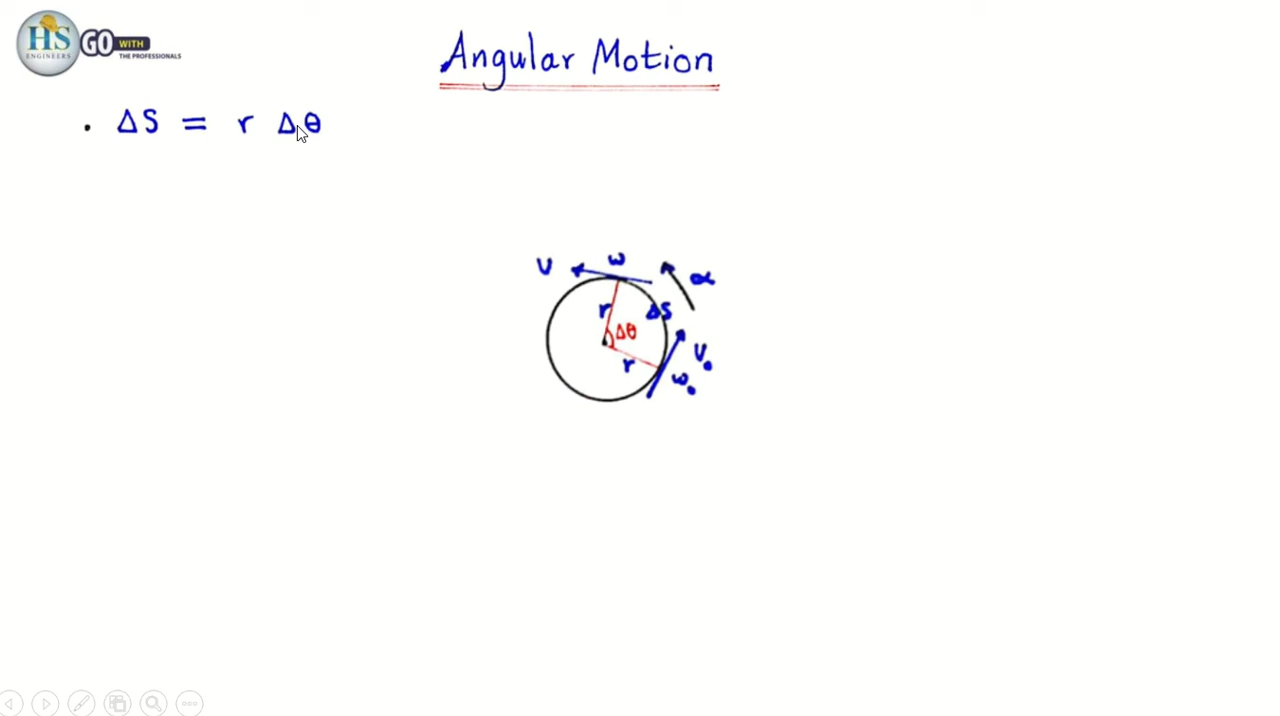 HS
ENGINEERS
GO WITH
THE PROFESSIONALS
Angular Motion
. ΔS = r Δθ
v ω α
r ΔS
Δθ
r v₀
ω₀